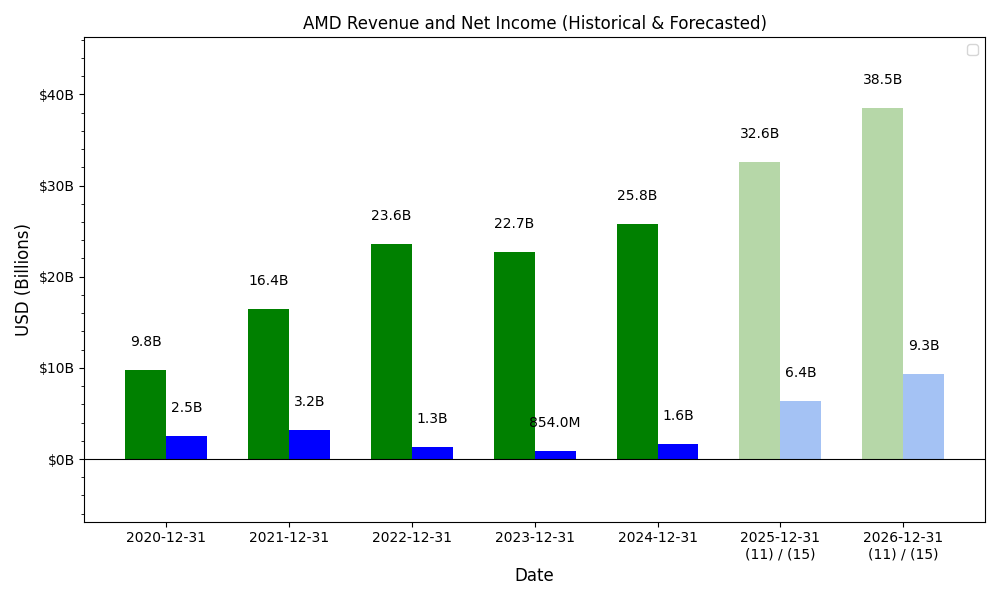 AMD Revenue and Net Income (Historical & Forecasted)
USD (Billions)
$40B
$30B
$20B
$10B
$0B
9.8B
2.5B
16.4B
3.2B
23.6B
1.3B
22.7B
854.0M
25.8B
1.6B
32.6B
6.4B
38.5B
9.3B
2020-12-31
2021-12-31
2022-12-31
2023-12-31
2024-12-31
2025-12-31
(11) / (15)
2026-12-31
(11) / (15)
Date